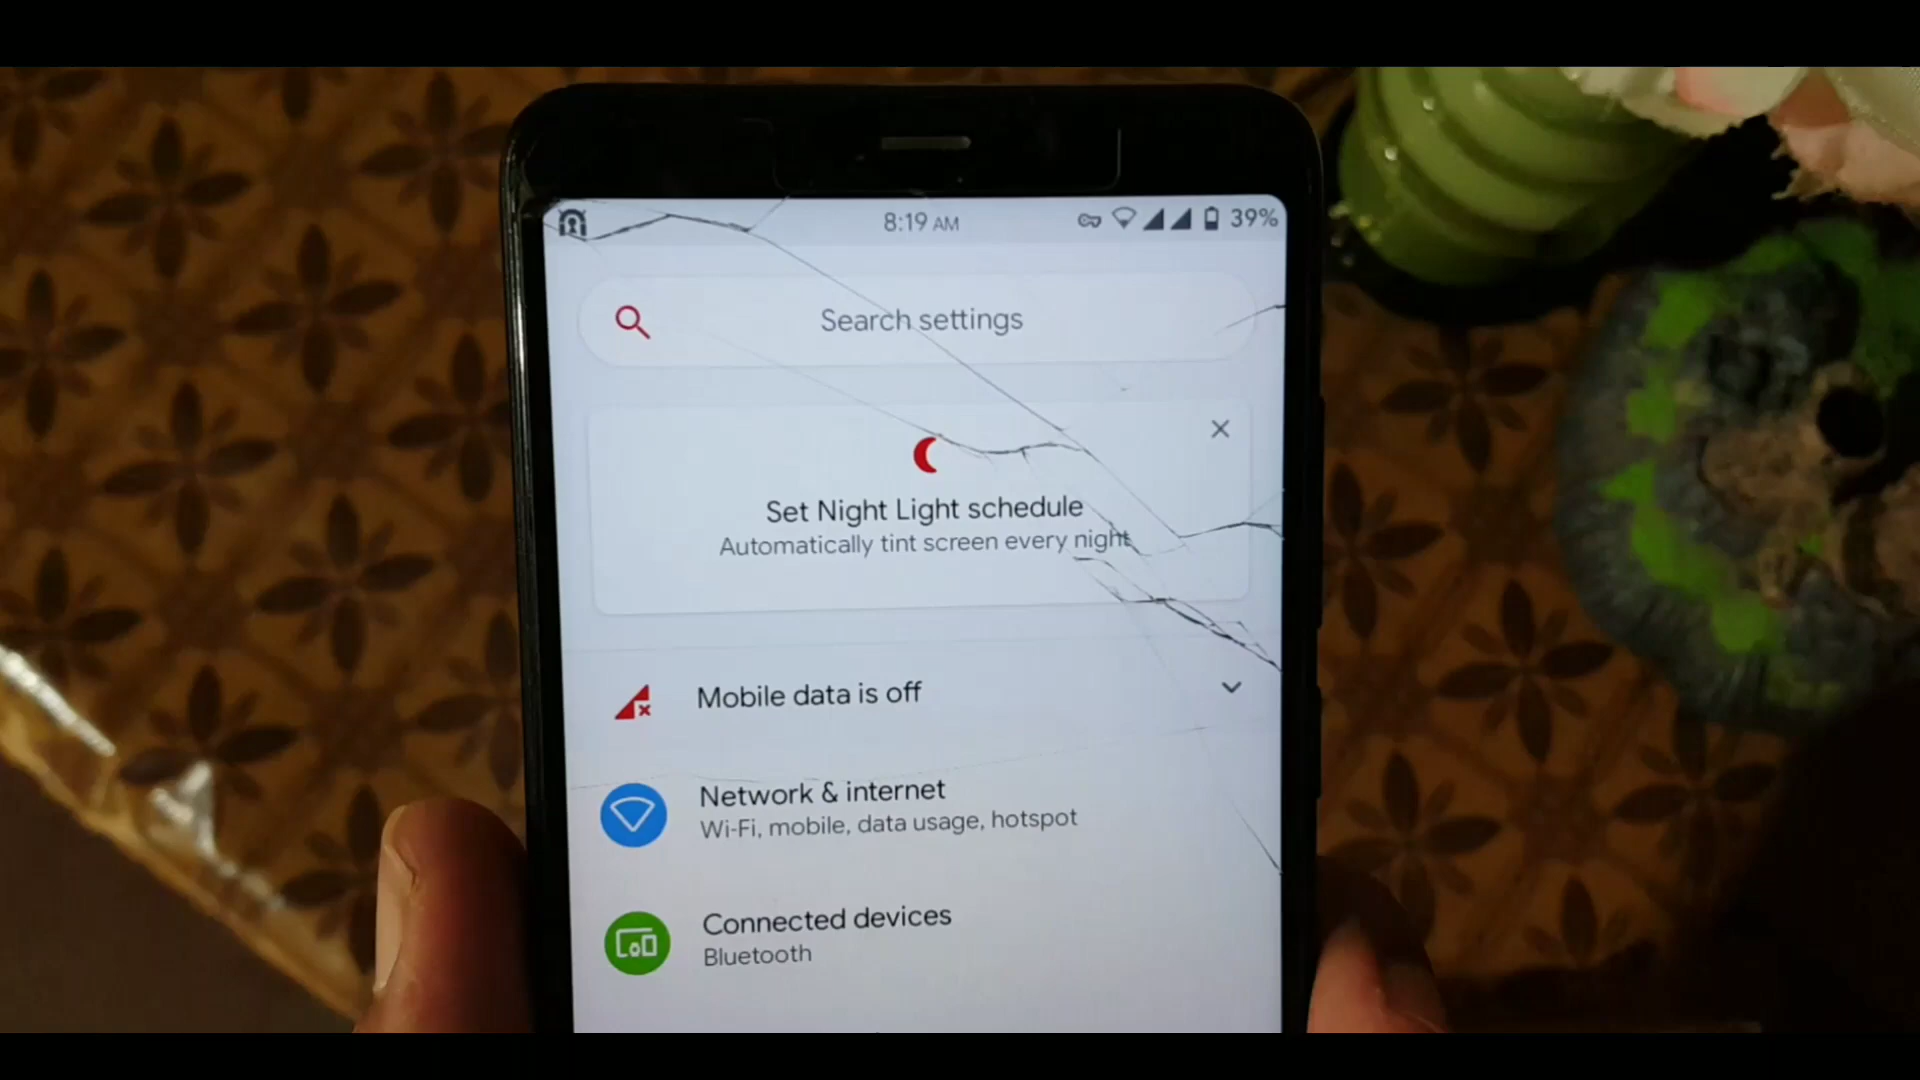 8:19 AM
39%
Search settings
Set Night Light schedule
Automatically tint screen every night
Mobile data is off
Network & internet
Wi-Fi, mobile, data usage, hotspot
Connected devices
Bluetooth